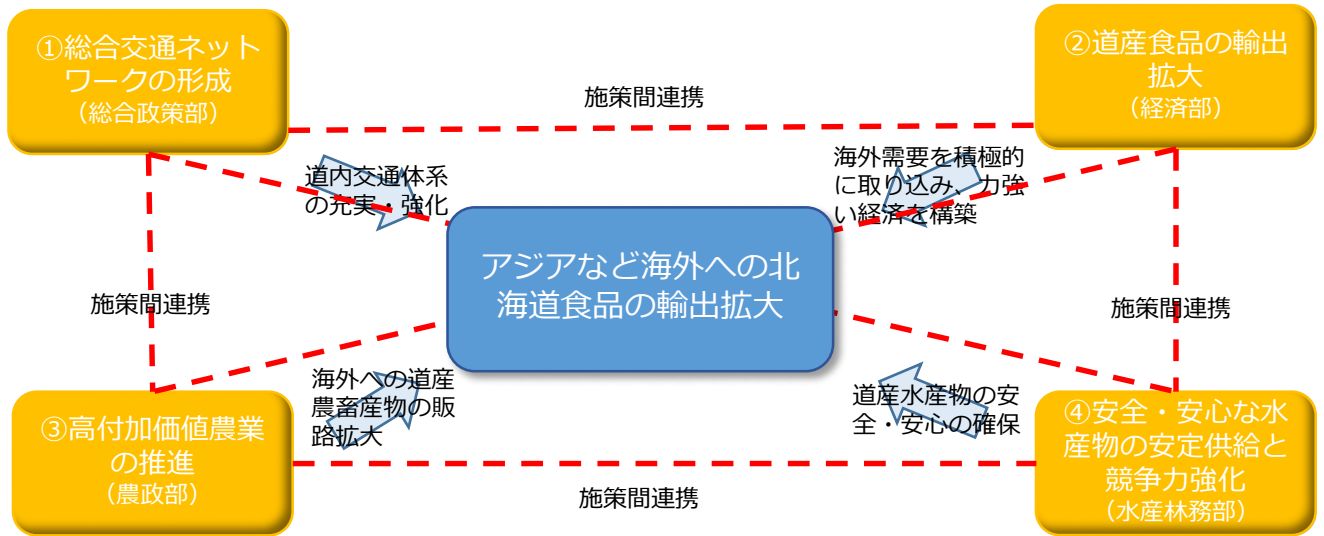 ①総合交通ネット
ワークの形成
（総合政策部）
施策間連携
②道産食品の輸出
拡大
（経済部）
道内交通体系
の充実・強化
海外需要を積極的
に取り込み、力強
い経済を構築
アジアなど海外への北
海道食品の輸出拡大
施策間連携
施策間連携
海外への道産
農畜産物の販
路拡大
道産水産物の安
全・安心の確保
③高付加価値農業
の推進
（農政部）
施策間連携
④安全・安心な水
産物の安定供給と
競争力強化
（水産林務部）